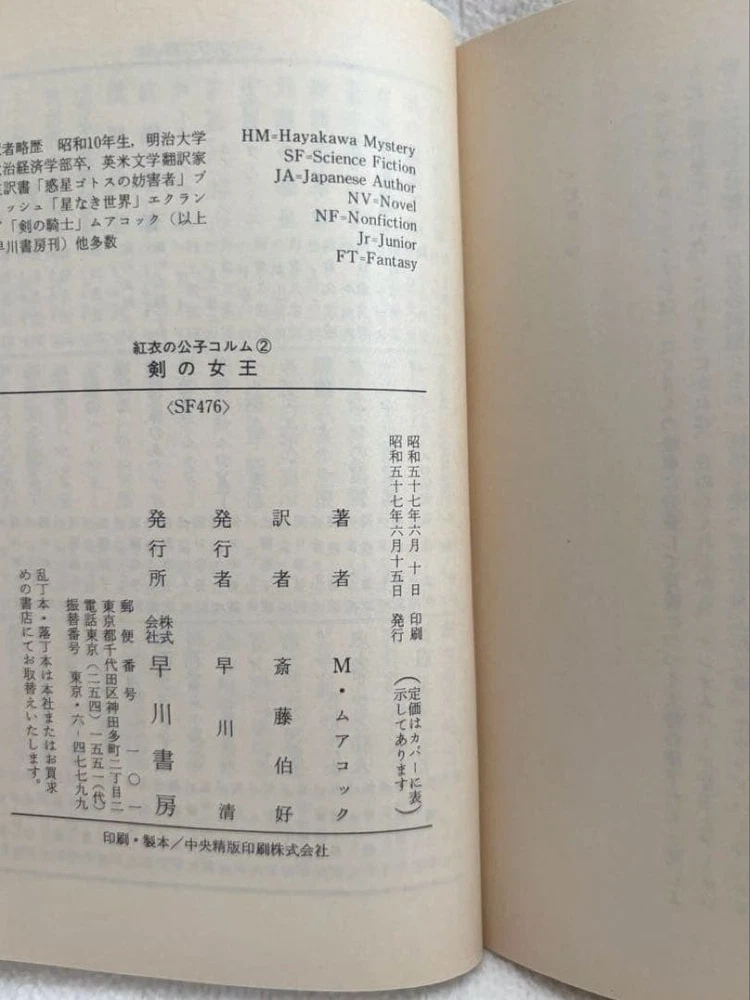 者略歴 昭和10年生，明治大学
治経済学部卒，英米文学翻訳家
訳書「惑星ゴトスの妨害者」ブ
ッシュ「星なき世界」エクラン
「剣の騎士」ムアコック（以上
早川書房刊）他多数
HM=Hayakawa Mystery
SF=Science Fiction
JA=Japanese Author
NV=Novel
NF=Nonfiction
Jr=Junior
FT=Fantasy
紅衣の公子コルム②
剣の女王
〈SF476〉
昭和五十七年六月 十 日 印刷
昭和五十七年六月十五日 発行
（定価はカバーに表
示してあります）
著者 M・ムアコック
訳者 斎藤伯好
発行者 早川清
発行所 株式会社 早川書房
郵便番号 一〇一
東京都千代田区神田多町二丁目二
電話東京（二五四）一五五一（代）
振替番号 東京・六－四七七九九
乱丁本・落丁本は本社またはお買求
めの書店にてお取替えいたします。
印刷・製本／中央精版印刷株式会社